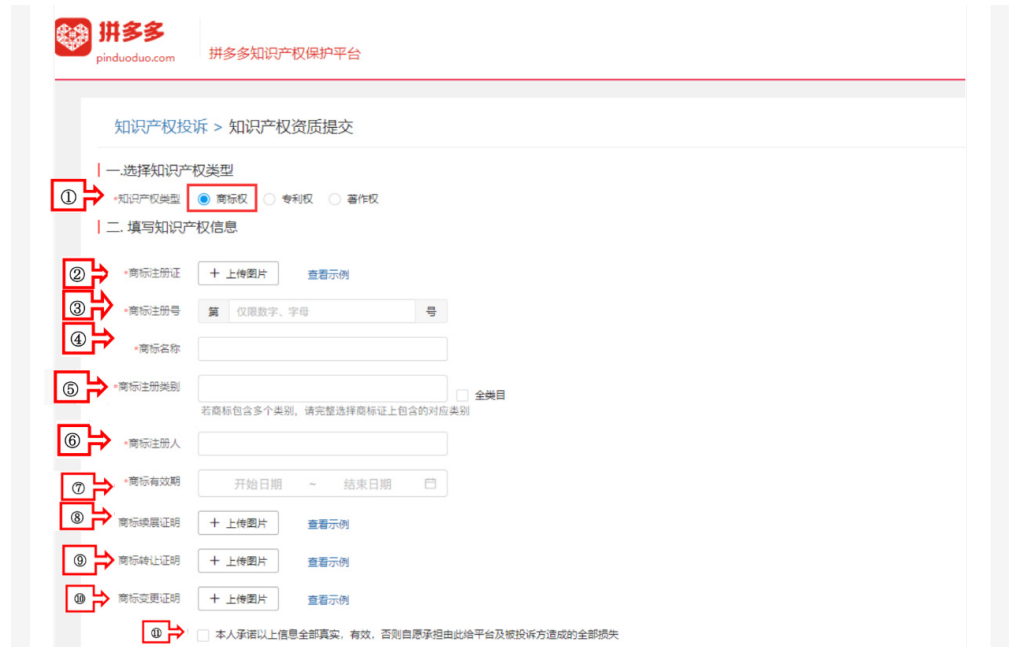 拼多多
pinduoduo.com
拼多多知识产权保护平台
知识产权投诉 > 知识产权资质提交
一.选择知识产权类型
① *知识产权类型 商标权 专利权 著作权
二. 填写知识产权信息
② *商标注册证 + 上传图片 查看示例
③ *商标注册号 第 仅限数字、字母 号
④ *商标名称
⑤ *商标注册类别 全类目
若商标包含多个类别，请完整选择商标证上包含的对应类别
⑥ *商标注册人
⑦ *商标有效期 开始日期 ~ 结束日期
⑧ 商标续展证明 + 上传图片 查看示例
⑨ 商标转让证明 + 上传图片 查看示例
⑩ 商标变更证明 + 上传图片 查看示例
⑪ 本人承诺以上信息全部真实，有效，否则自愿承担由此给平台及被投诉方造成的全部损失